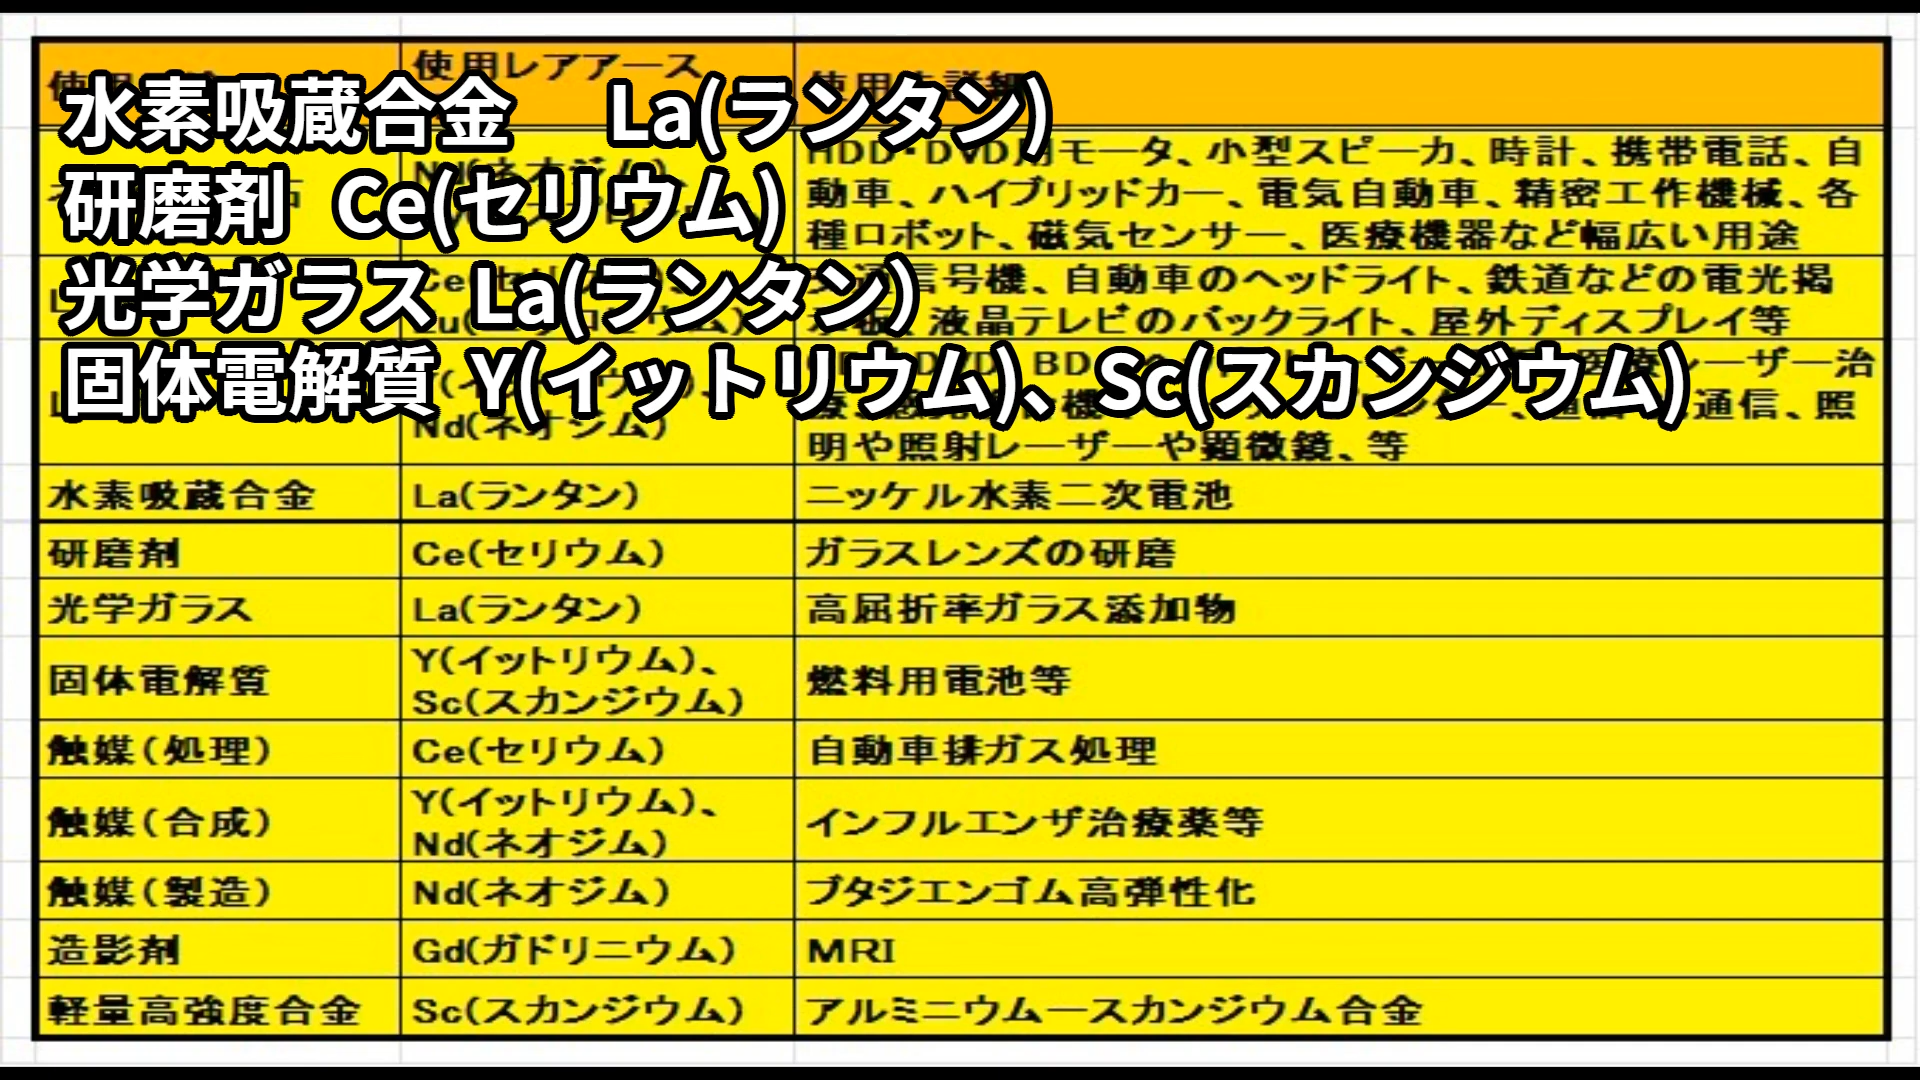 水素吸蔵合金 La(ランタン)
研磨剤 Ce(セリウム)
光学ガラス La(ランタン)
固体電解質 Y(イットリウム)、Sc(スカンジウム)
使用レアアース
HDD・DVD用モータ、小型スピーカ、時計、携帯電話、自
動車、ハイブリッドカー、電気自動車、精密工作機械、各
種ロボット、磁気センサー、医療機器など幅広い用途
交通信号機、自動車のヘッドライト、鉄道などの電光掲
液晶テレビのバックライト、屋外ディスプレイ等
Nd(ネオジム)
通信、照
明や照射レーザーや顕微鏡、等
水素吸蔵合金 La(ランタン) ニッケル水素二次電池
研磨剤 Ce(セリウム) ガラスレンズの研磨
光学ガラス La(ランタン) 高屈折率ガラス添加物
固体電解質 Y(イットリウム)、
Sc(スカンジウム) 燃料用電池等
触媒(処理) Ce(セリウム) 自動車排ガス処理
触媒(合成) Y(イットリウム)、
Nd(ネオジム) インフルエンザ治療薬等
触媒(製造) Nd(ネオジム) ブタジエンゴム高弾性化
造影剤 Gd(ガドリニウム) MRI
軽量高強度合金 Sc(スカンジウム) アルミニウムースカンジウム合金